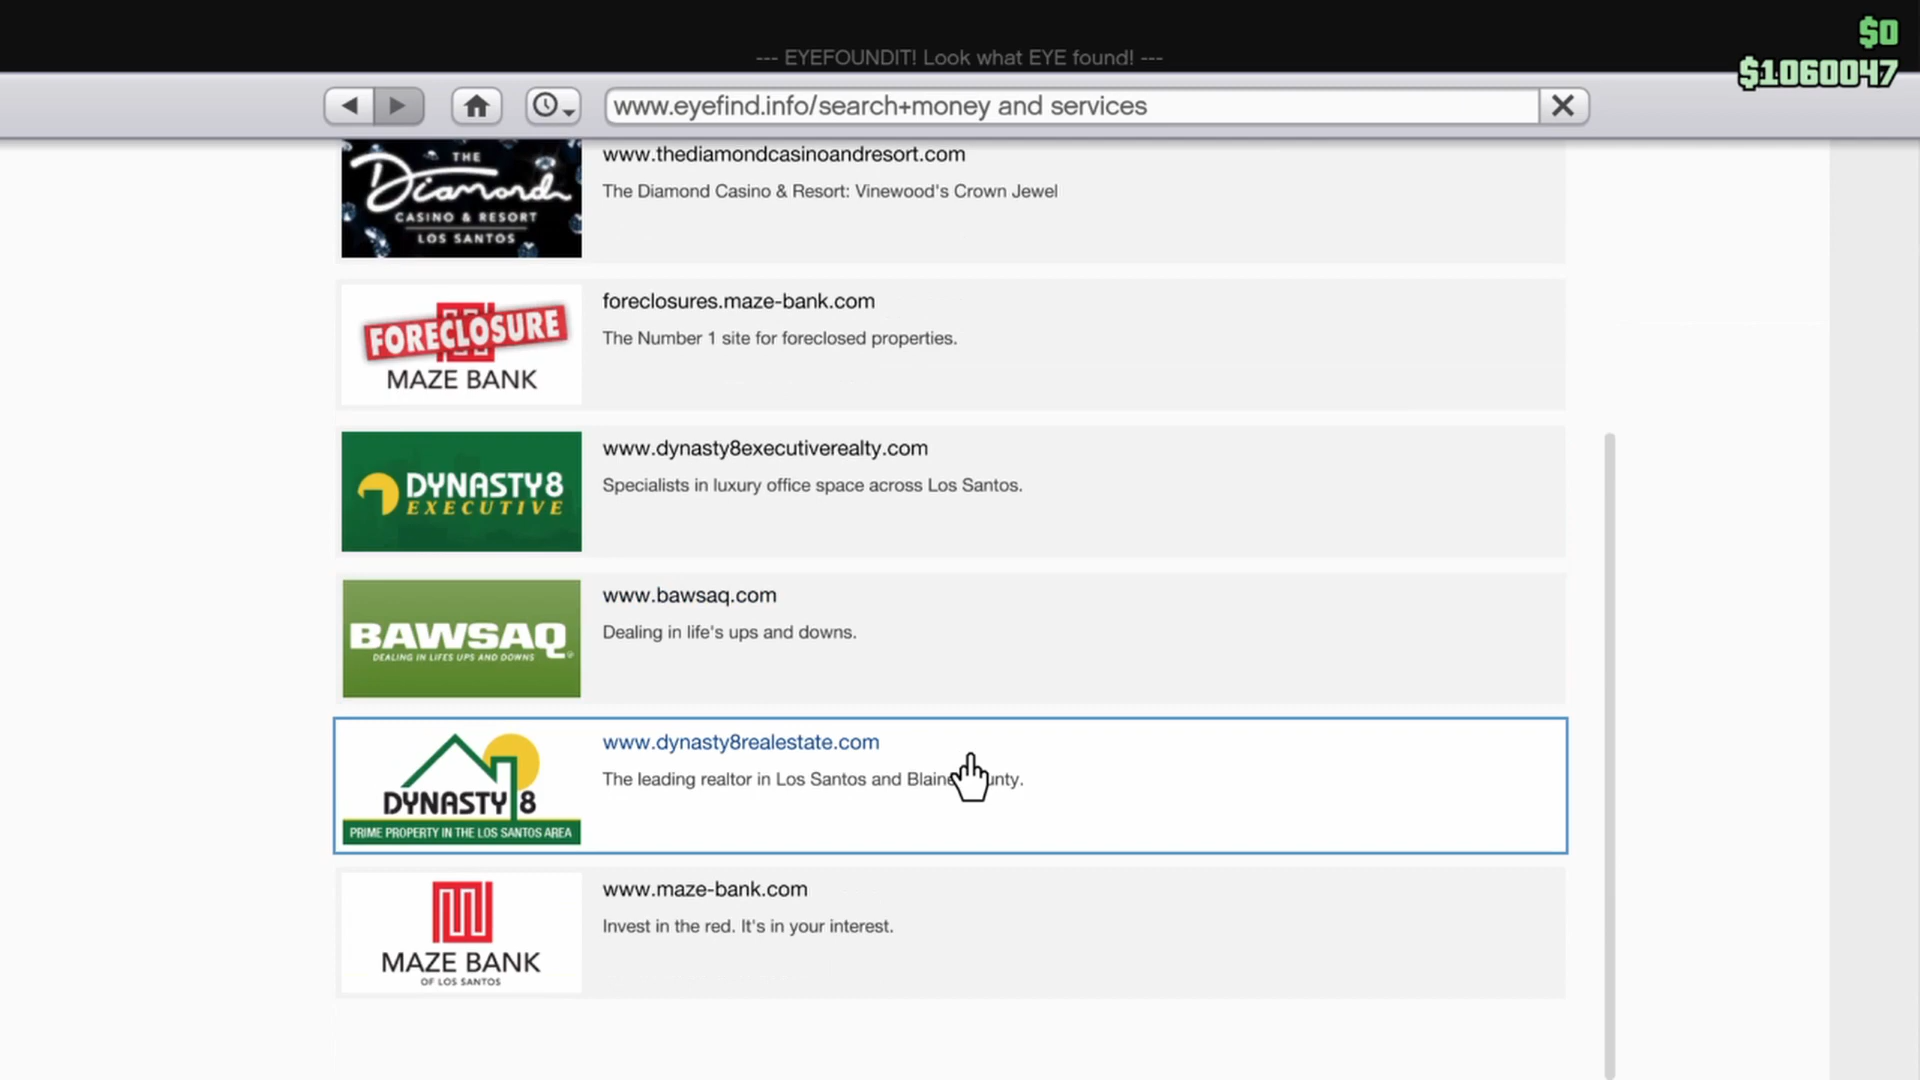 $0
--- EYEFOUNDIT! Look what EYE found! ---
$1060047
www.eyefind.info/search+money and services
THE
Diamond
CASINO & RESORT
LOS SANTOS
www.thediamondcasinoandresort.com
The Diamond Casino & Resort: Vinewood's Crown Jewel
FORECLOSURE
MAZE BANK
foreclosures.maze-bank.com
The Number 1 site for foreclosed properties.
DYNASTY8
EXECUTIVE
www.dynasty8executiverealty.com
Specialists in luxury office space across Los Santos.
BAWSAQ
DEALING IN LIFES UPS AND DOWNS
www.bawsaq.com
Dealing in life's ups and downs.
DYNASTY 8
PRIME PROPERTY IN THE LOS SANTOS AREA
www.dynasty8realestate.com
The leading realtor in Los Santos and Blaine unty.
MAZE BANK
OF LOS SANTOS
www.maze-bank.com
Invest in the red. It's in your interest.